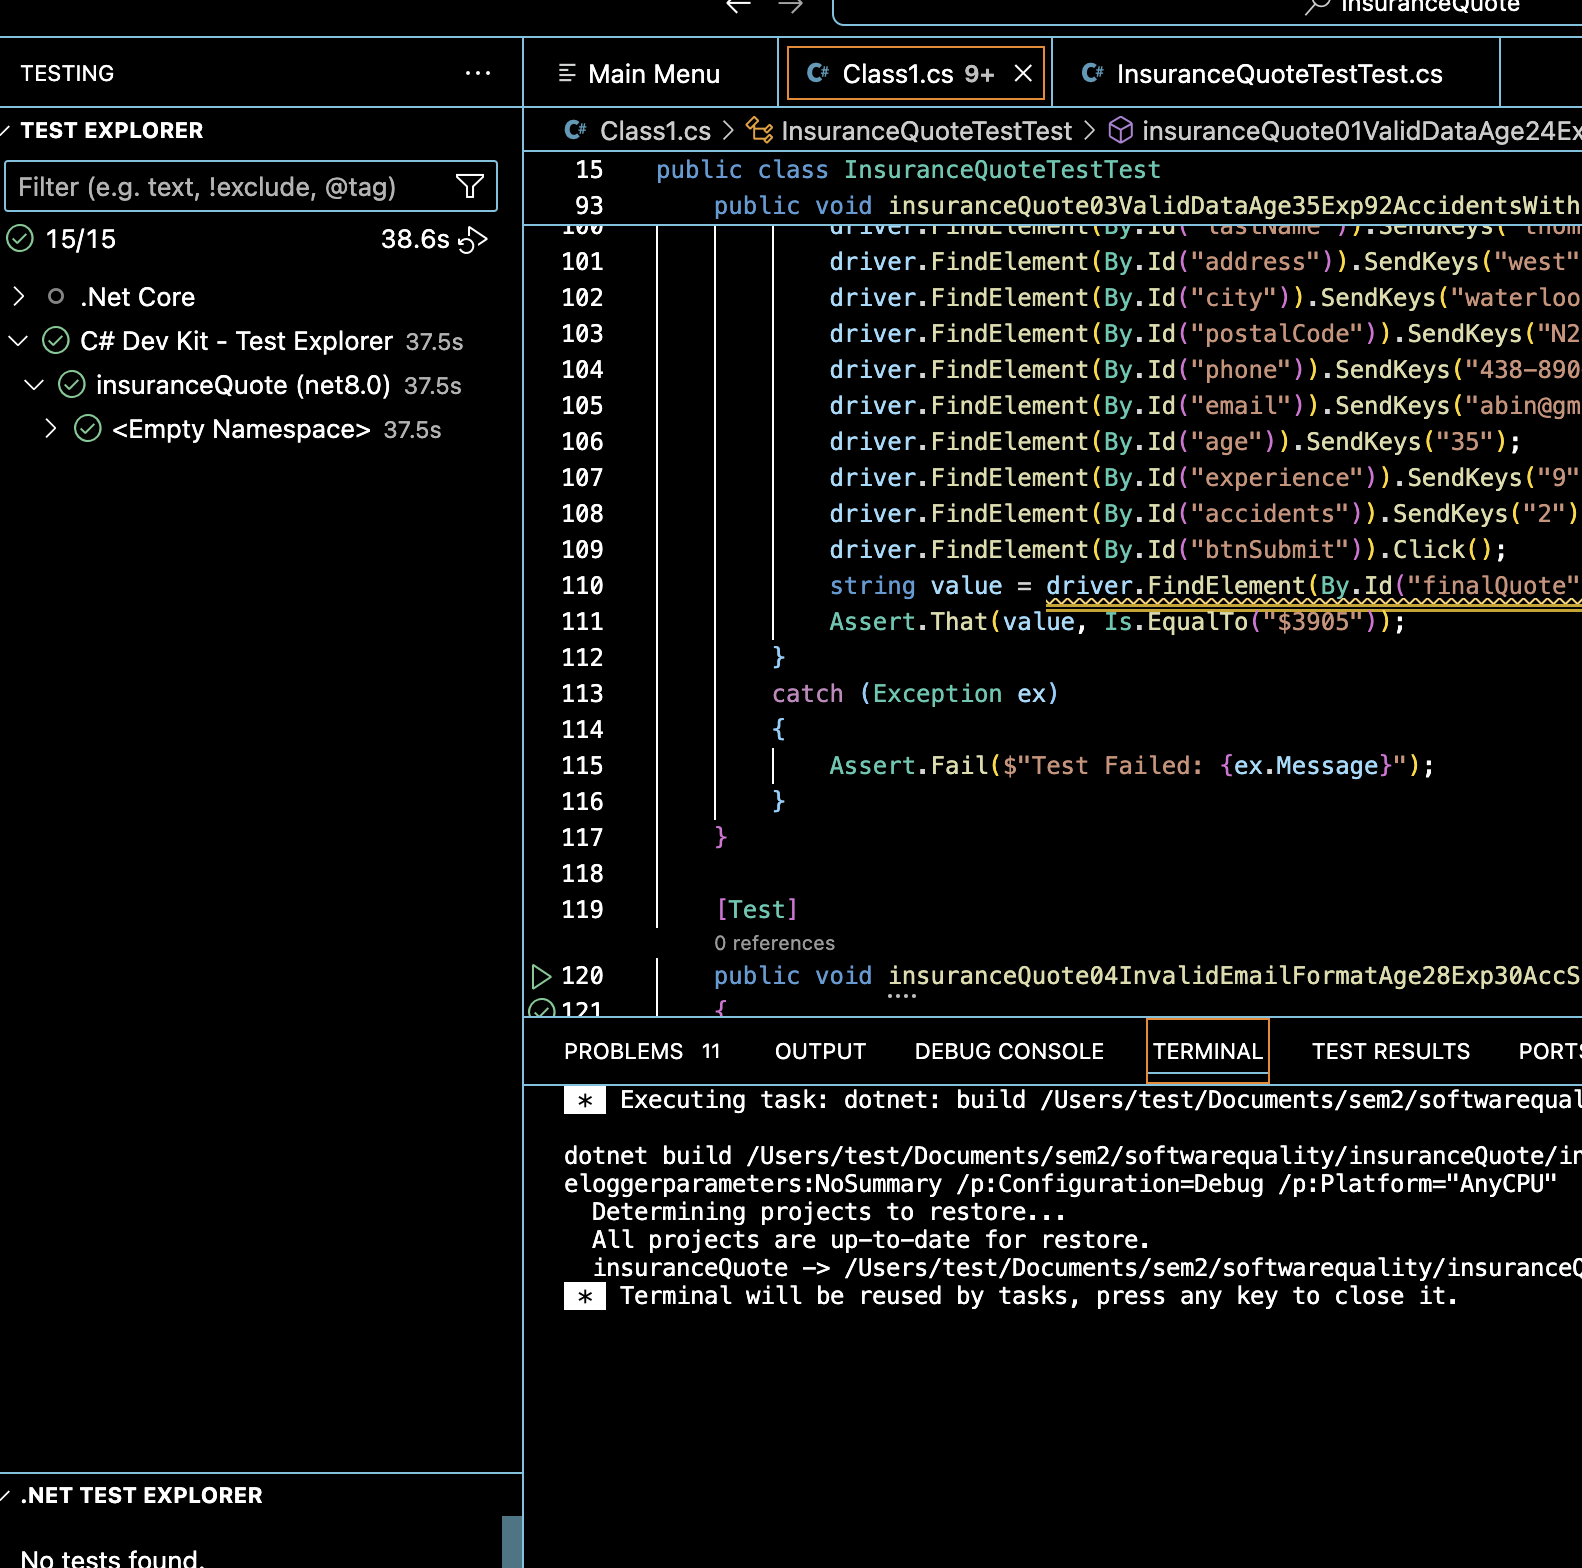 insuranceQuote
TESTING
Main Menu
C# Class1.cs 9+
C# InsuranceQuoteTestTest.cs
TEST EXPLORER
Filter (e.g. text, !exclude, @tag)
15/15 38.6s
.Net Core
C# Dev Kit - Test Explorer 37.5s
insuranceQuote (net8.0) 37.5s
<Empty Namespace> 37.5s
C# Class1.cs > InsuranceQuoteTestTest > insuranceQuote01ValidDataAge24Ex
15 public class InsuranceQuoteTestTest
93 public void insuranceQuote03ValidDataAge35Exp92AccidentsWith
100 driver.FindElement(By.Id("lastName")).SendKeys("thom
101 driver.FindElement(By.Id("address")).SendKeys("west"
102 driver.FindElement(By.Id("city")).SendKeys("waterloo
103 driver.FindElement(By.Id("postalCode")).SendKeys("N2
104 driver.FindElement(By.Id("phone")).SendKeys("438-890
105 driver.FindElement(By.Id("email")).SendKeys("abin@gm
106 driver.FindElement(By.Id("age")).SendKeys("35");
107 driver.FindElement(By.Id("experience")).SendKeys("9"
108 driver.FindElement(By.Id("accidents")).SendKeys("2")
109 driver.FindElement(By.Id("btnSubmit")).Click();
110 string value = driver.FindElement(By.Id("finalQuote"
111 Assert.That(value, Is.EqualTo("$3905"));
112 }
113 catch (Exception ex)
114 {
115 Assert.Fail($"Test Failed: {ex.Message}");
116 }
117 }
118
119 [Test]
0 references
120 public void insuranceQuote04InvalidEmailFormatAge28Exp30AccS
121 {
PROBLEMS 11 OUTPUT DEBUG CONSOLE TERMINAL TEST RESULTS PORTS
* Executing task: dotnet: build /Users/test/Documents/sem2/softwarequal
dotnet build /Users/test/Documents/sem2/softwarequality/insuranceQuote/in
eloggerparameters:NoSummary /p:Configuration=Debug /p:Platform="AnyCPU"
Determining projects to restore...
All projects are up-to-date for restore.
insuranceQuote -> /Users/test/Documents/sem2/softwarequality/insuranceQ
* Terminal will be reused by tasks, press any key to close it.
.NET TEST EXPLORER
No tests found.